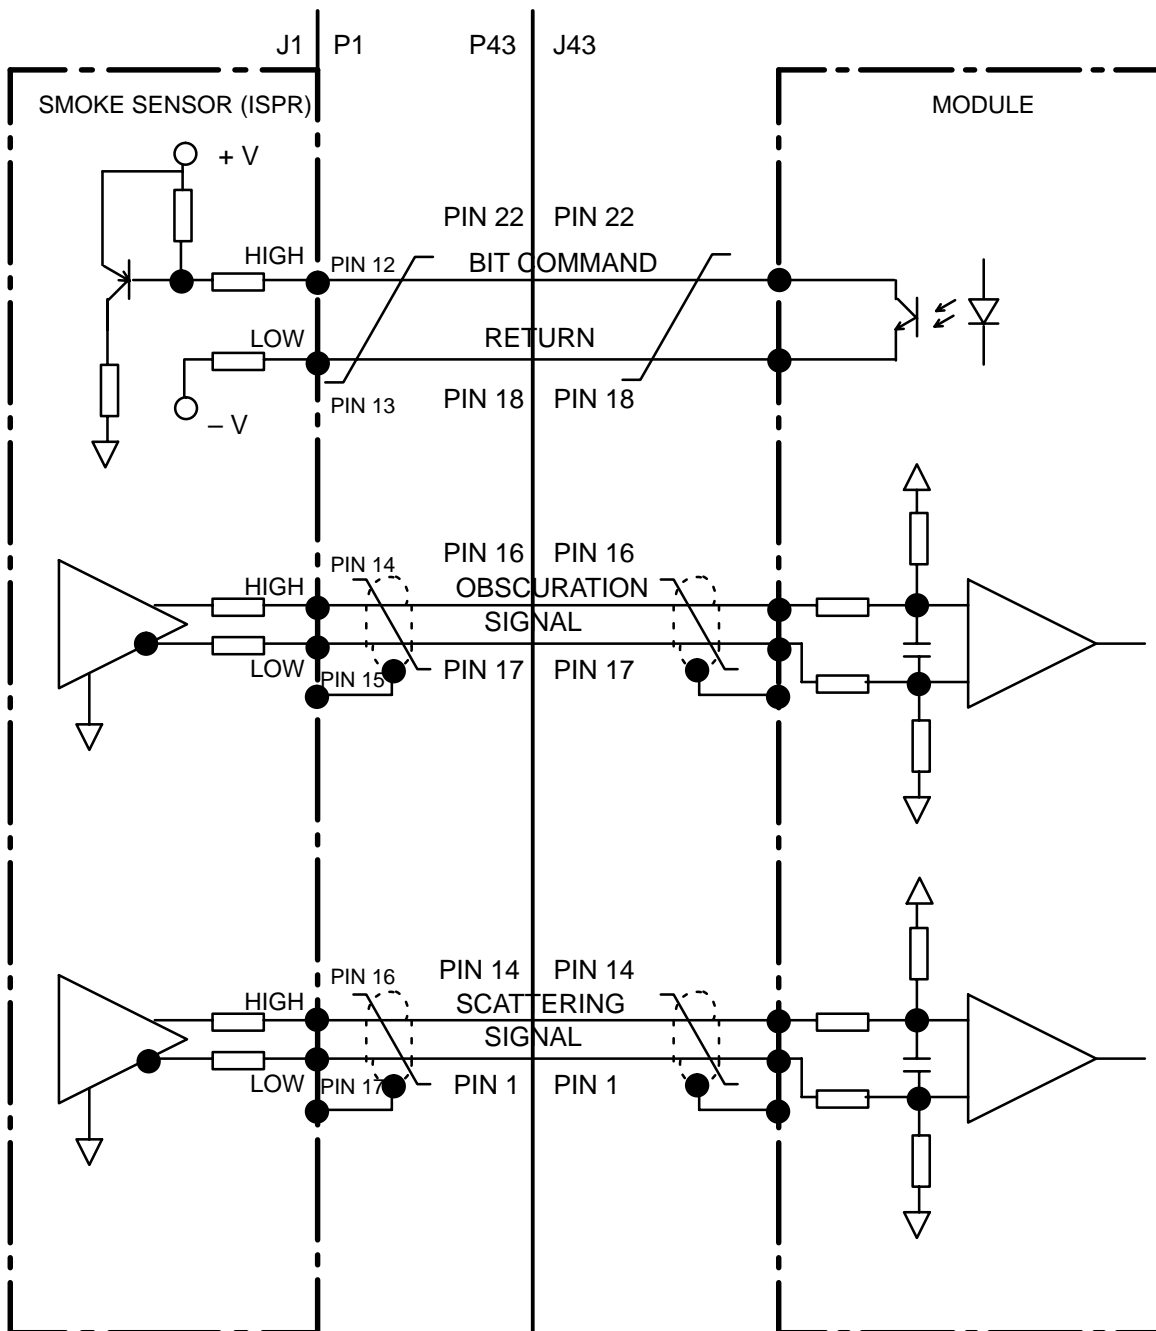 J1 P1 P43 J43
SMOKE SENSOR (ISPR) MODULE
+ V
PIN 22 PIN 22
HIGH PIN 12 BIT COMMAND
LOW RETURN
PIN 13 PIN 18 PIN 18
– V
PIN 14 PIN 16 PIN 16
HIGH OBSCURATION
SIGNAL
LOW PIN 15 PIN 17 PIN 17
PIN 16 PIN 14 PIN 14
HIGH SCATTERING
SIGNAL
LOW PIN 17 PIN 1 PIN 1